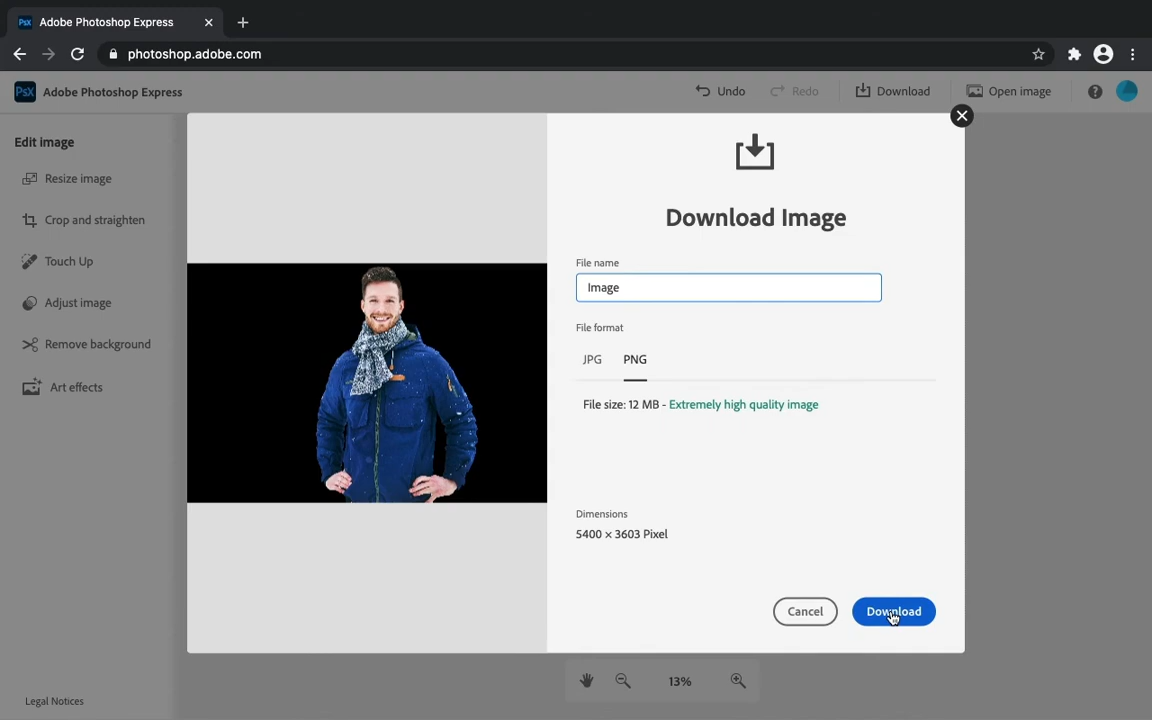 PsX Adobe Photoshop Express
photoshop.adobe.com
PsX Adobe Photoshop Express
Undo
Redo
Download
Open image
Edit image
Resize image
Crop and straighten
Touch Up
Adjust image
Remove background
Art effects
Legal Notices
Download Image
File name
Image
File format
JPG PNG
File size: 12 MB - Extremely high quality image
Dimensions
5400 × 3603 Pixel
Cancel
Download
13%